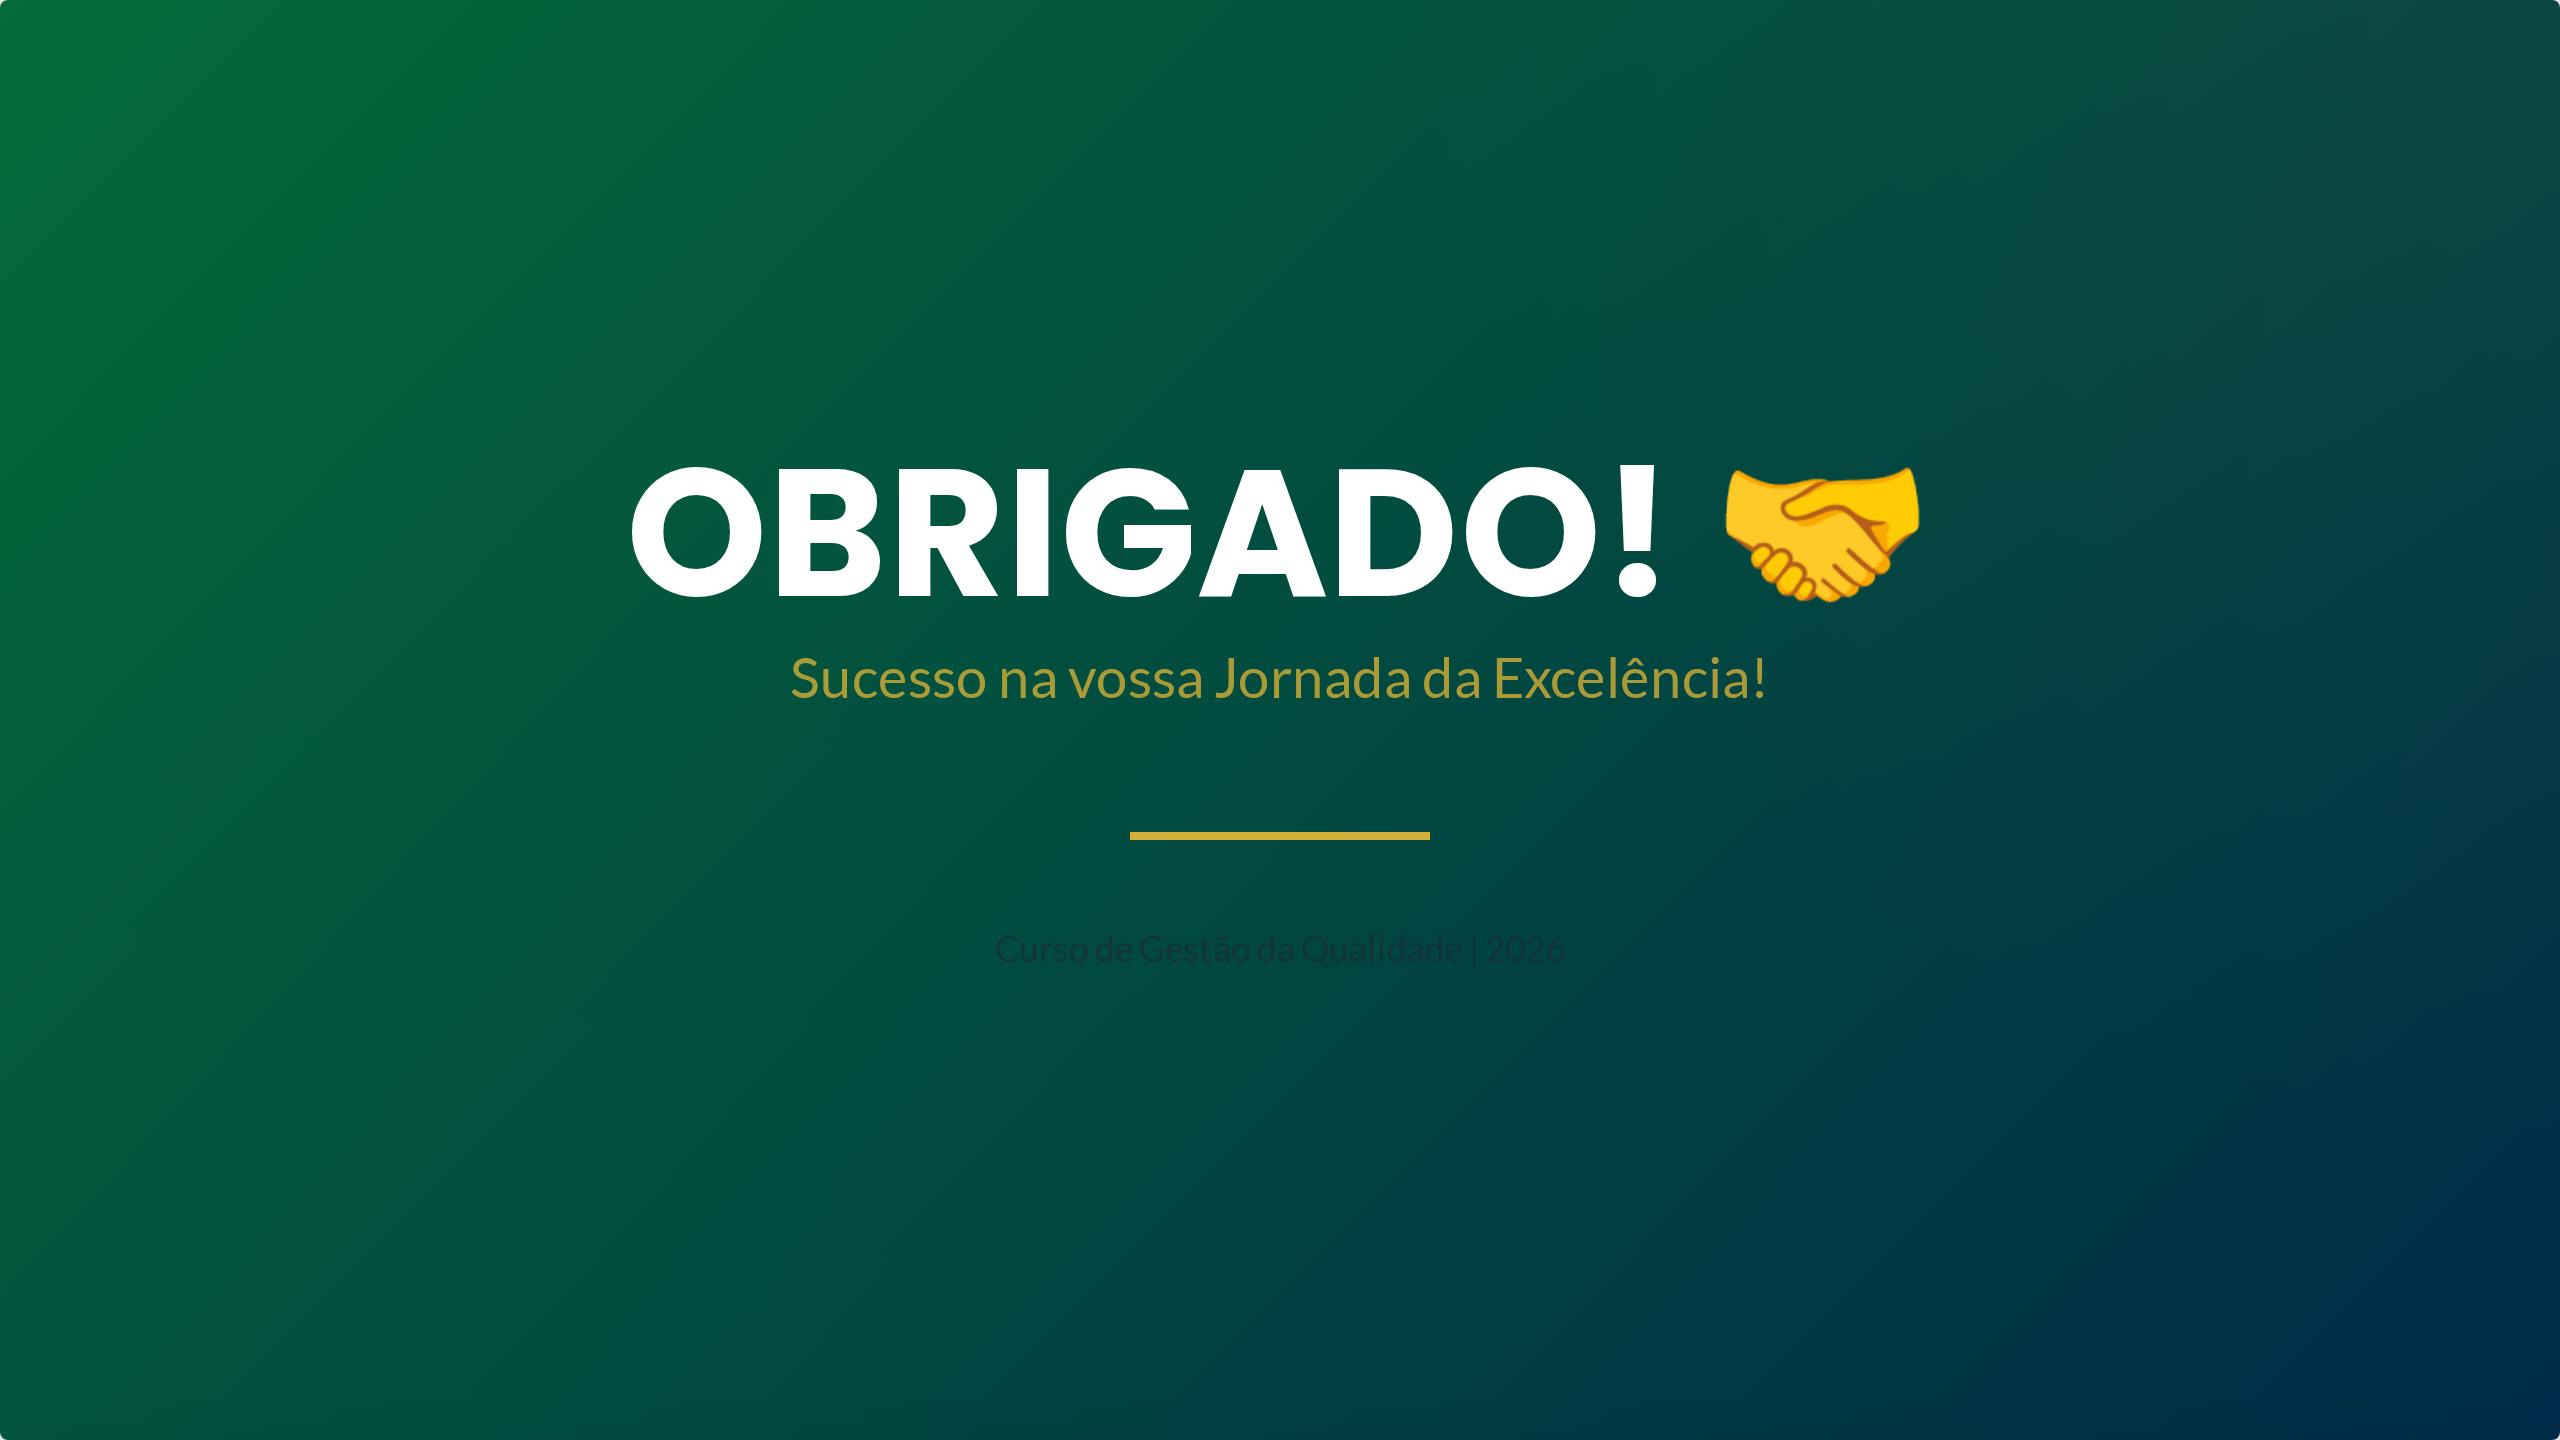 OBRIGADO! 🤝
Sucesso na vossa Jornada da Excelência!
Curso de Gestão da Qualidade | 2026